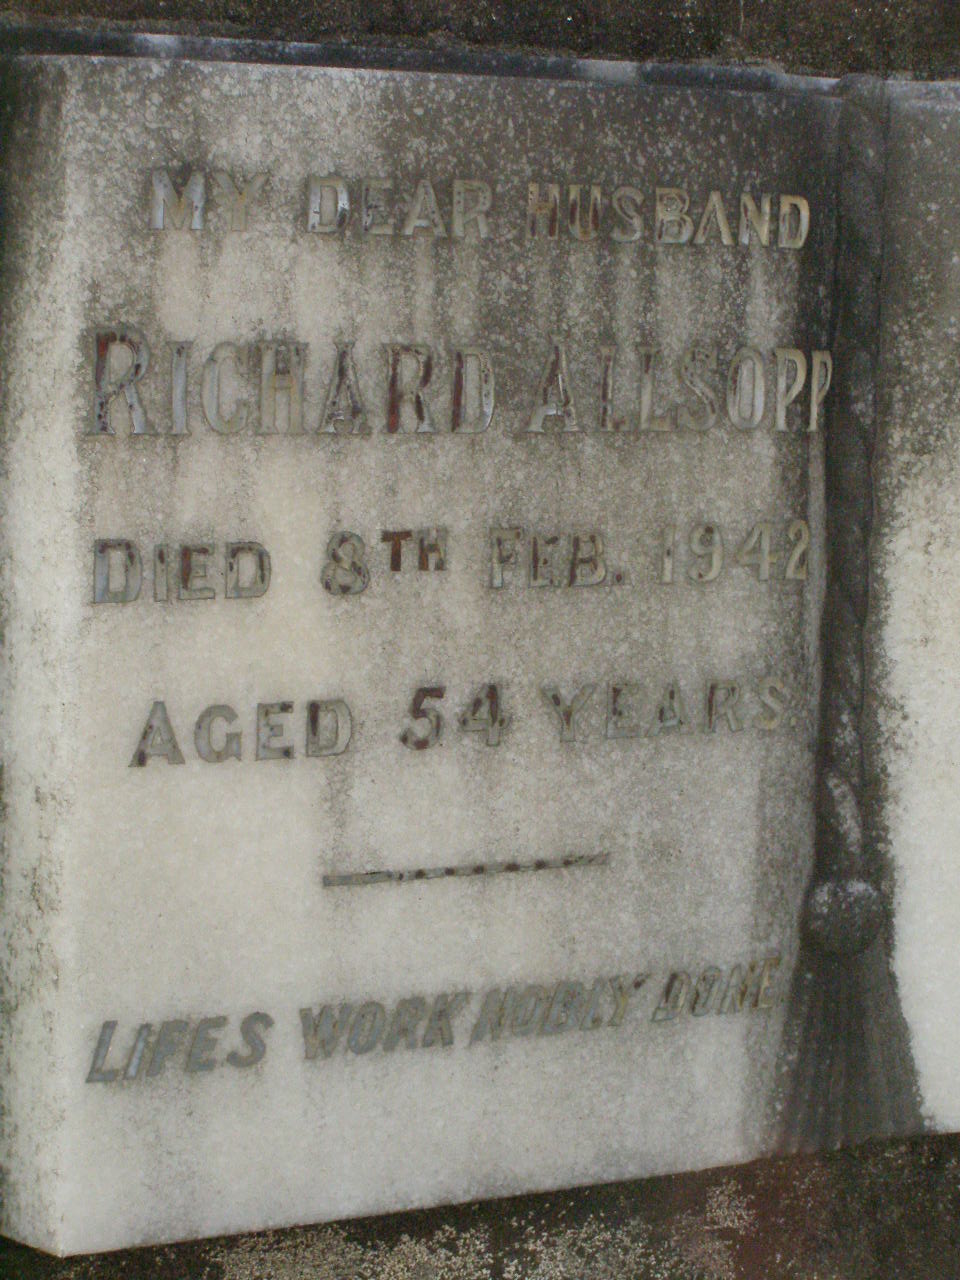 MY DEAR HUSBAND
RICHARD ALLSOPP
DIED 8TH FEB. 1942
AGED 54 YEARS.
LIFES WORK NOBLY DONE